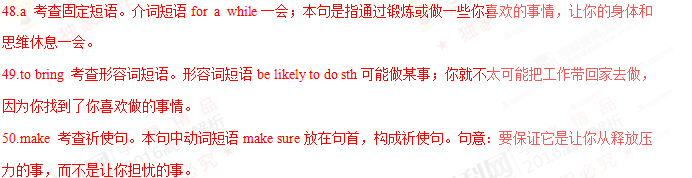 48.a 考查固定短语。介词短语 for a while 一会；本句是指通过锻炼或做一些你喜欢的事情，让你的身体和
思维休息一会。
49.to bring 考查形容词短语。形容词短语 be likely to do sth 可能做某事；你就不太可能把工作带回家去做，
因为你找到了你喜欢做的事情。
50.make 考查祈使句。本句中动词短语 make sure 放在句首，构成祈使句。句意：要保证它是让你从释放压
力的事，而不是让你担忧的事。